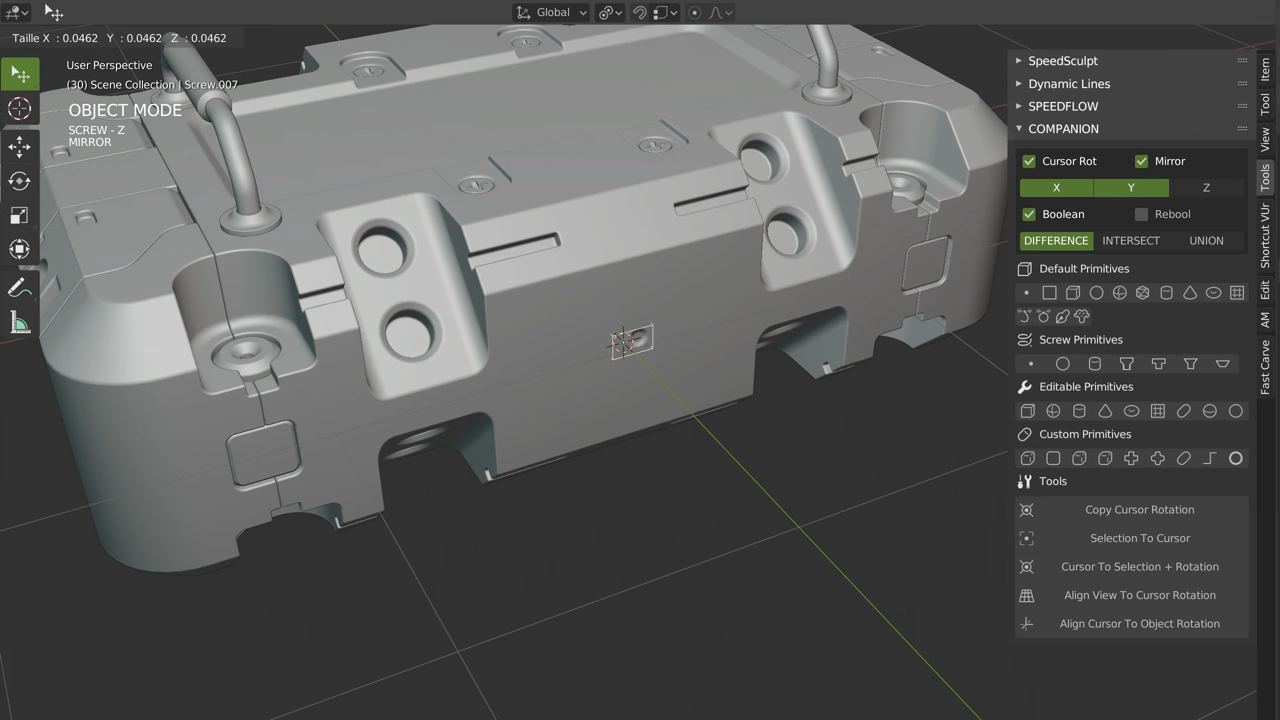 Global
Taille X : 0.0462 Y : 0.0462 Z : 0.0462
User Perspective
(30) Scene Collection | Screw.007
OBJECT MODE
SCREW - Z
MIRROR
SpeedSculpt
Dynamic Lines
SPEEDFLOW
COMPANION
Cursor Rot Mirror
X Y Z
Boolean Rebool
DIFFERENCE INTERSECT UNION
Default Primitives
Screw Primitives
Editable Primitives
Custom Primitives
Tools
Copy Cursor Rotation
Selection To Cursor
Cursor To Selection + Rotation
Align View To Cursor Rotation
Align Cursor To Object Rotation
Item
Tool
View
Tools
Shortcut VUr
Edit
AM
Fast Carve